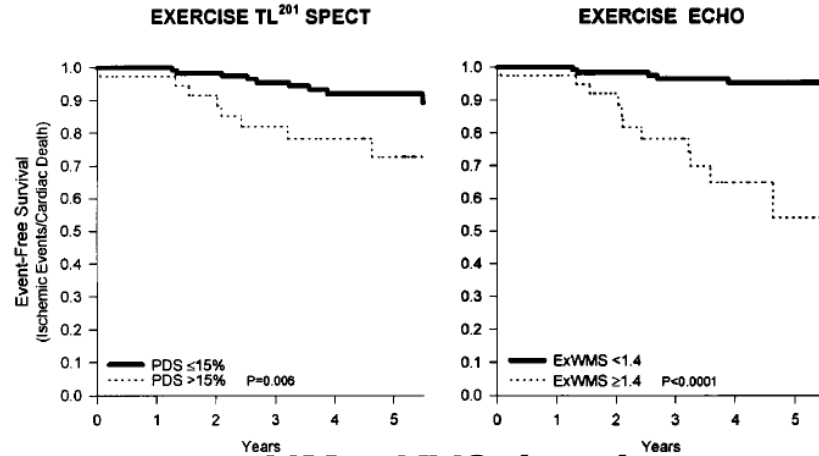 EXERCISE TL201 SPECT
EXERCISE ECHO
Event-Free Survival
(Ischemic Events/Cardiac Death)
1.0
0.9
0.8
0.7
0.6
0.5
0.4
0.3
0.2
0.1
0.0
PDS ≤15%
PDS >15% P=0.006
0 1 2 3 4 5
Years
1.0
0.9
0.8
0.7
0.6
0.5
0.4
0.3
0.2
0.1
0.0
ExWMS <1.4
ExWMS ≥1.4 P<0.0001
0 1 2 3 4 5
Years